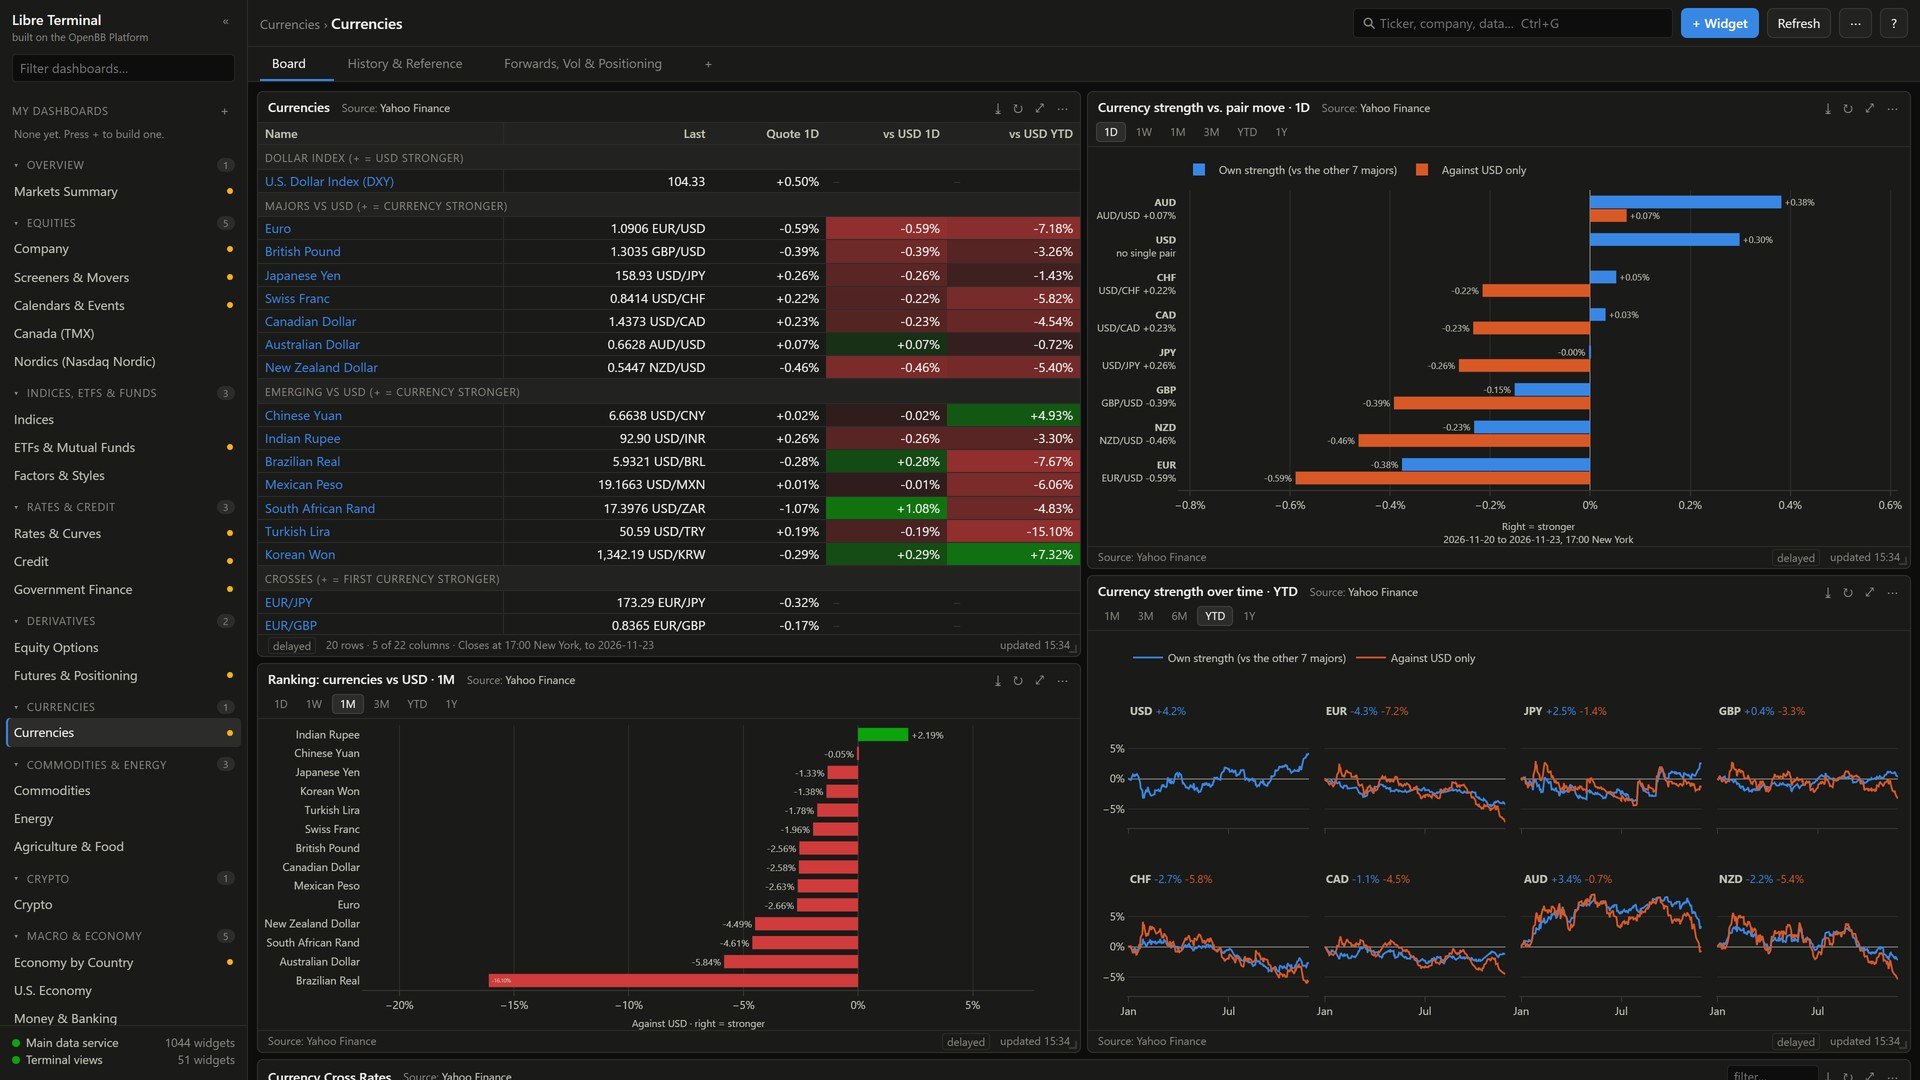 Libre Terminal
«
built on the OpenBB Platform
Filter dashboards...
MY DASHBOARDS +
None yet. Press + to build one.
OVERVIEW 1
Markets Summary
EQUITIES 5
Company
Screeners & Movers
Calendars & Events
Canada (TMX)
Nordics (Nasdaq Nordic)
INDICES, ETFS & FUNDS 3
Indices
ETFs & Mutual Funds
Factors & Styles
RATES & CREDIT 3
Rates & Curves
Credit
Government Finance
DERIVATIVES 2
Equity Options
Futures & Positioning
CURRENCIES 1
Currencies
COMMODITIES & ENERGY 3
Commodities
Energy
Agriculture & Food
CRYPTO 1
Crypto
MACRO & ECONOMY 5
Economy by Country
U.S. Economy
Money & Banking
Main data service 1044 widgets
Terminal views 51 widgets
Currencies › Currencies
Ticker, company, data... Ctrl+G
+ Widget
Refresh
...
?
Board History & Reference Forwards, Vol & Positioning +
Currencies Source: Yahoo Finance
Name Last Quote 1D vs USD 1D vs USD YTD
DOLLAR INDEX (+ = USD STRONGER)
U.S. Dollar Index (DXY) 104.33 +0.50% – –
MAJORS VS USD (+ = CURRENCY STRONGER)
Euro 1.0906 EUR/USD -0.59% -0.59% -7.18%
British Pound 1.3035 GBP/USD -0.39% -0.39% -3.26%
Japanese Yen 158.93 USD/JPY +0.26% -0.26% -1.43%
Swiss Franc 0.8414 USD/CHF +0.22% -0.22% -5.82%
Canadian Dollar 1.4373 USD/CAD +0.23% -0.23% -4.54%
Australian Dollar 0.6628 AUD/USD +0.07% +0.07% -0.72%
New Zealand Dollar 0.5447 NZD/USD -0.46% -0.46% -5.40%
EMERGING VS USD (+ = CURRENCY STRONGER)
Chinese Yuan 6.6638 USD/CNY +0.02% -0.02% +4.93%
Indian Rupee 92.90 USD/INR +0.26% -0.26% -3.30%
Brazilian Real 5.9321 USD/BRL -0.28% +0.28% -7.67%
Mexican Peso 19.1663 USD/MXN +0.01% -0.01% -6.06%
South African Rand 17.3976 USD/ZAR -1.07% +1.08% -4.83%
Turkish Lira 50.59 USD/TRY +0.19% -0.19% -15.10%
Korean Won 1,342.19 USD/KRW -0.29% +0.29% +7.32%
CROSSES (+ = FIRST CURRENCY STRONGER)
EUR/JPY 173.29 EUR/JPY -0.32% – –
EUR/GBP 0.8365 EUR/GBP -0.17% – –
delayed 20 rows · 5 of 22 columns · Closes at 17:00 New York, to 2026-11-23 updated 15:34
Ranking: currencies vs USD · 1M Source: Yahoo Finance
1D 1W 1M 3M YTD 1Y
Indian Rupee +2.19%
Chinese Yuan -0.05%
Japanese Yen -1.33%
Korean Won -1.38%
Turkish Lira -1.78%
Swiss Franc -1.96%
British Pound -2.56%
Canadian Dollar -2.58%
Mexican Peso -2.63%
Euro -2.66%
New Zealand Dollar -4.49%
South African Rand -4.61%
Australian Dollar -5.84%
Brazilian Real -16.10%
−20% −15% −10% −5% 0% 5%
Against USD · right = stronger
Source: Yahoo Finance delayed updated 15:34
Currency Cross Rates Source: Yahoo Finance
filter...
Currency strength vs. pair move · 1D Source: Yahoo Finance
1D 1W 1M 3M YTD 1Y
Own strength (vs the other 7 majors) Against USD only
AUD +0.38%
AUD/USD +0.07% +0.07%
USD +0.30%
no single pair
CHF +0.05%
USD/CHF +0.22% -0.22%
CAD +0.03%
USD/CAD +0.23% -0.23%
JPY -0.00%
USD/JPY +0.26% -0.26%
GBP -0.15%
GBP/USD -0.39% -0.39%
NZD -0.23%
NZD/USD -0.46% -0.46%
EUR -0.38%
EUR/USD -0.59% -0.59%
−0.8% −0.6% −0.4% −0.2% 0% 0.2% 0.4% 0.6%
Right = stronger
2026-11-20 to 2026-11-23, 17:00 New York
Source: Yahoo Finance delayed updated 15:34
Currency strength over time · YTD Source: Yahoo Finance
1M 3M 6M YTD 1Y
Own strength (vs the other 7 majors) Against USD only
USD +4.2% EUR -4.3% -7.2% JPY +2.5% -1.4% GBP +0.4% -3.3%
5%
0%
−5%
CHF -2.7% -5.8% CAD -1.1% -4.5% AUD +3.4% -0.7% NZD -2.2% -5.4%
5%
0%
−5%
Jan Jul Jan Jul Jan Jul Jan Jul
Source: Yahoo Finance delayed updated 15:34